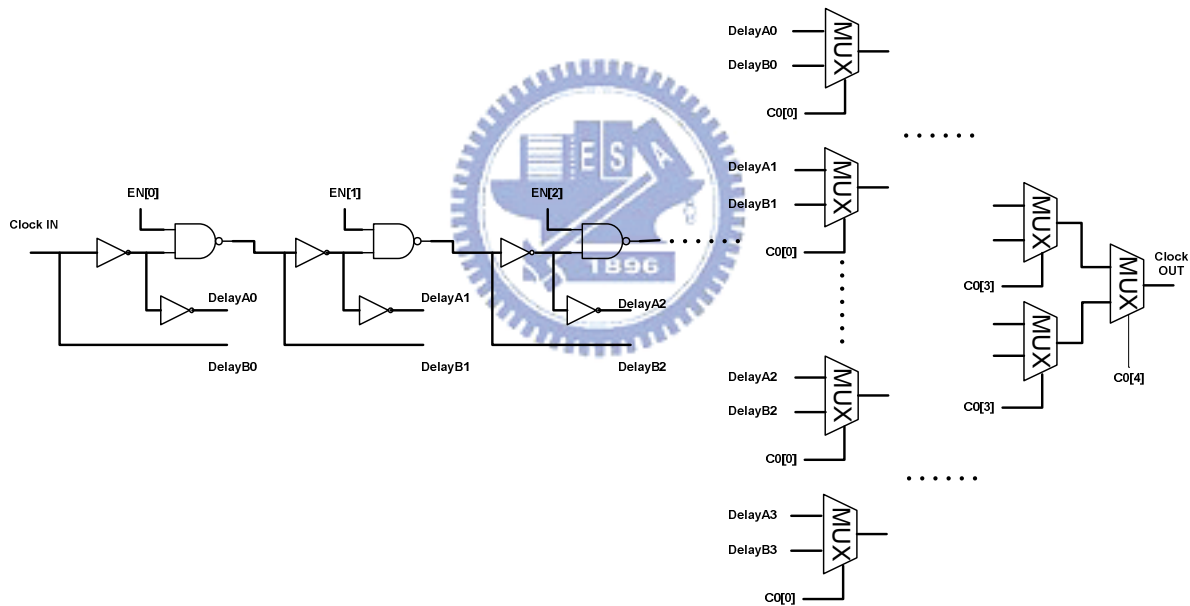 Clock IN
EN[0]
EN[1]
EN[2]
DelayA0
DelayB0
DelayA1
DelayB1
DelayA2
DelayB2
E S A
1896
DelayA0
DelayB0
MUX
C0[0]
DelayA1
DelayB1
MUX
C0[0]
DelayA2
DelayB2
MUX
C0[0]
DelayA3
DelayB3
MUX
C0[0]
MUX
C0[3]
MUX
C0[3]
MUX
C0[4]
Clock
OUT